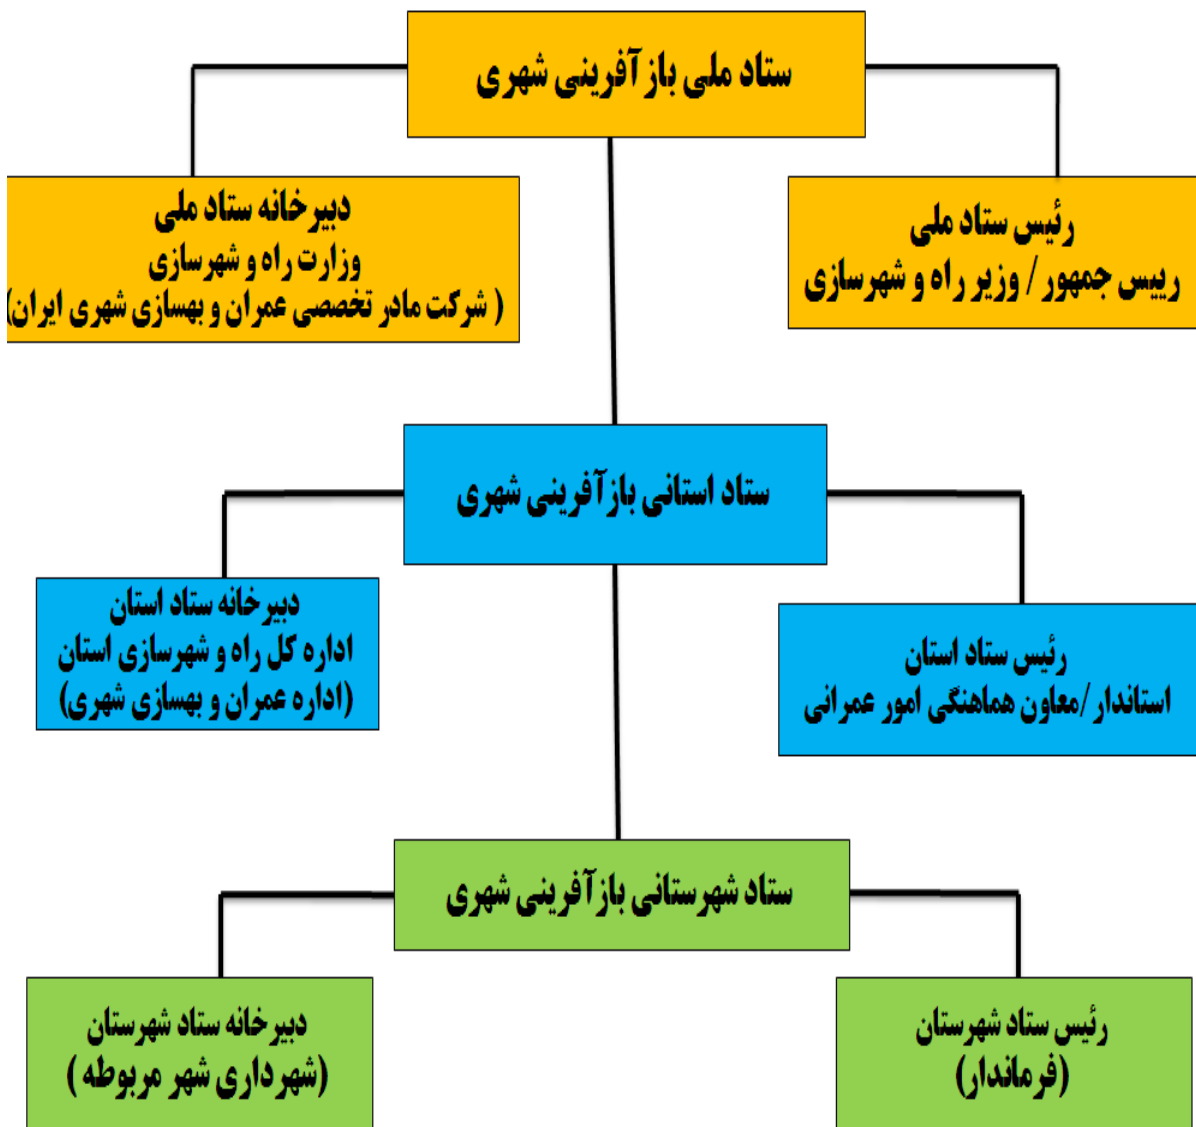 ستاد ملی بازآفرینی شهری
رئیس ستاد ملی
رییس جمهور / وزیر راه و شهرسازی
دبیرخانه ستاد ملی
وزارت راه و شهرسازی
( شرکت مادر تخصصی عمران و بهسازی شهری ایران)
ستاد استانی بازآفرینی شهری
رئیس ستاد استان
استاندار /معاون هماهنگی امور عمرانی
دبیرخانه ستاد استان
اداره کل راه و شهرسازی استان
(اداره عمران و بهسازی شهری)
ستاد شهرستانی بازآفرینی شهری
رئیس ستاد شهرستان
(فرماندار)
دبیرخانه ستاد شهرستان
(شهرداری شهر مربوطه )